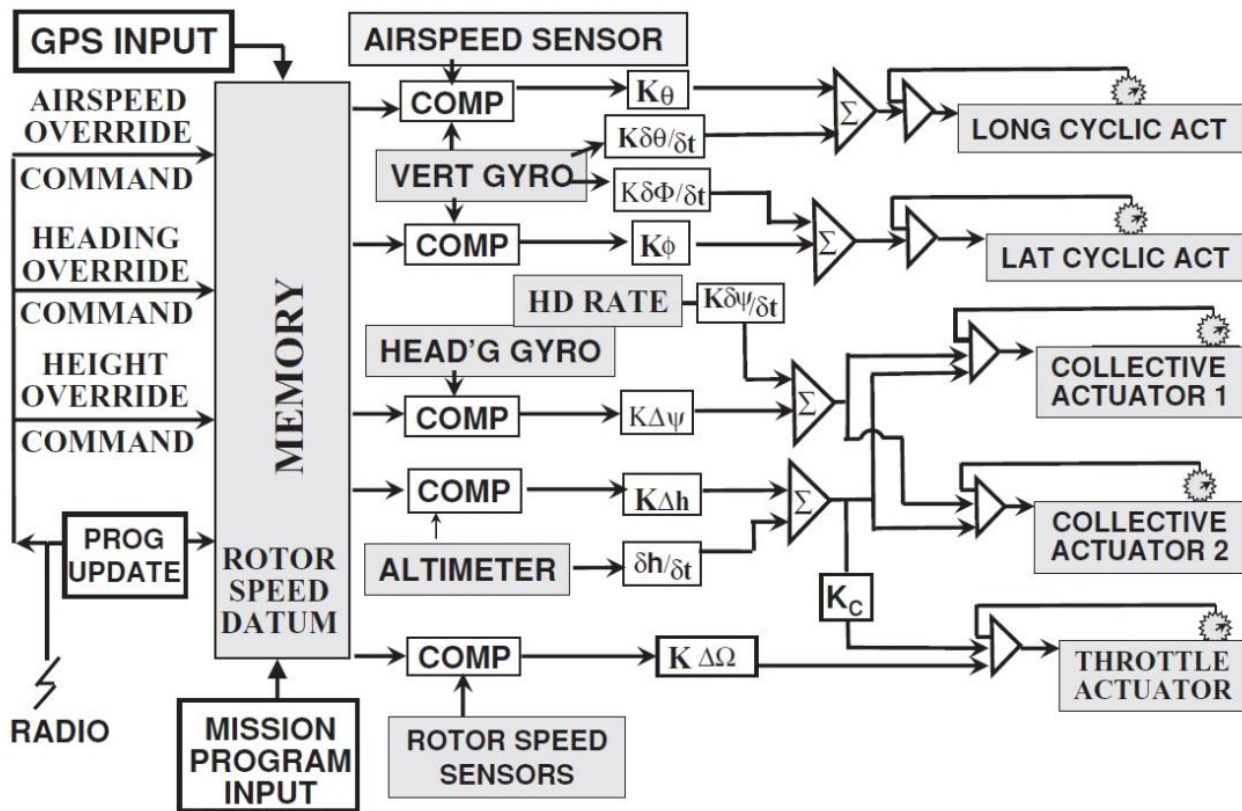 GPS INPUT
AIRSPEED SENSOR
AIRSPEED
OVERRIDE
COMMAND
HEADING
OVERRIDE
COMMAND
HEIGHT
OVERRIDE
COMMAND
PROG
UPDATE
RADIO
MEMORY
ROTOR
SPEED
DATUM
MISSION
PROGRAM
INPUT
COMP
Kθ
Σ
LONG CYCLIC ACT
Kδθ/δt
VERT GYRO
KδΦ/δt
COMP
Kϕ
Σ
LAT CYCLIC ACT
HD RATE
Kδψ/δt
HEAD'G GYRO
COMP
KΔψ
Σ
COLLECTIVE
ACTUATOR 1
COMP
KΔh
Σ
COLLECTIVE
ACTUATOR 2
ALTIMETER
δh/δt
KC
COMP
K ΔΩ
THROTTLE
ACTUATOR
ROTOR SPEED
SENSORS